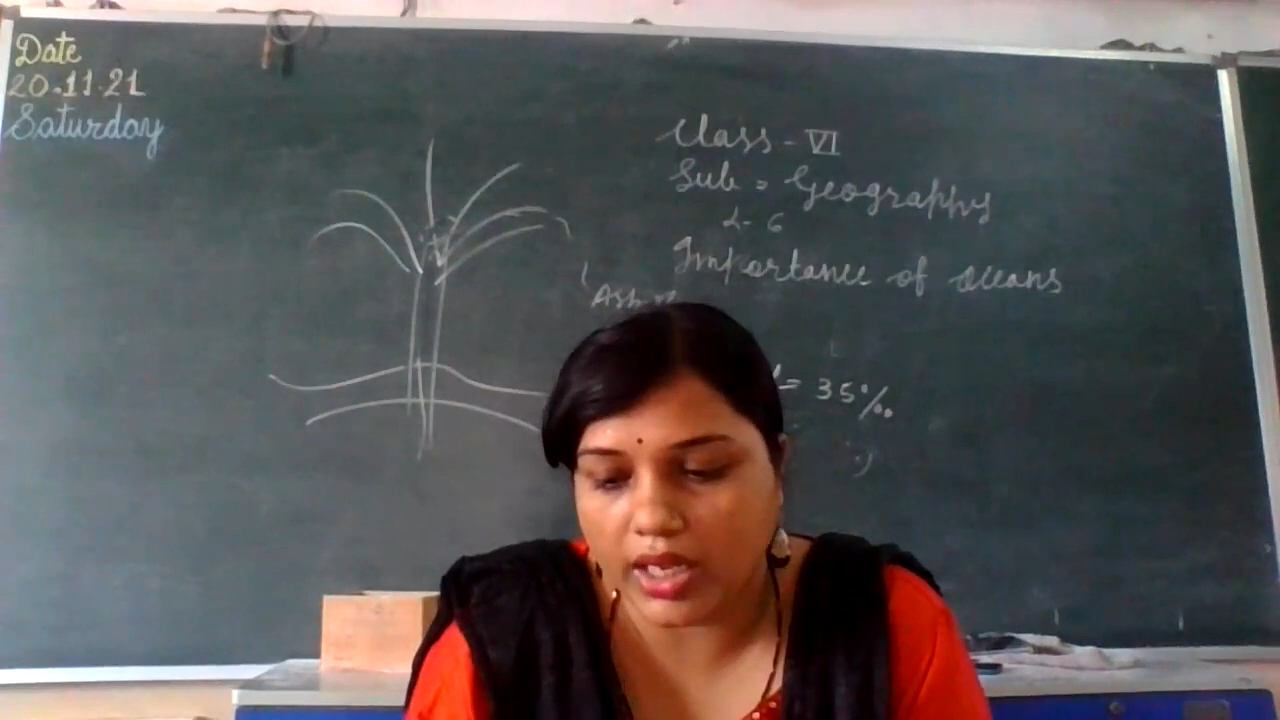 Date
20.11.21
Saturday
Class - VI
Sub = Geography
L- 6
Importance of oceans
= 35‰